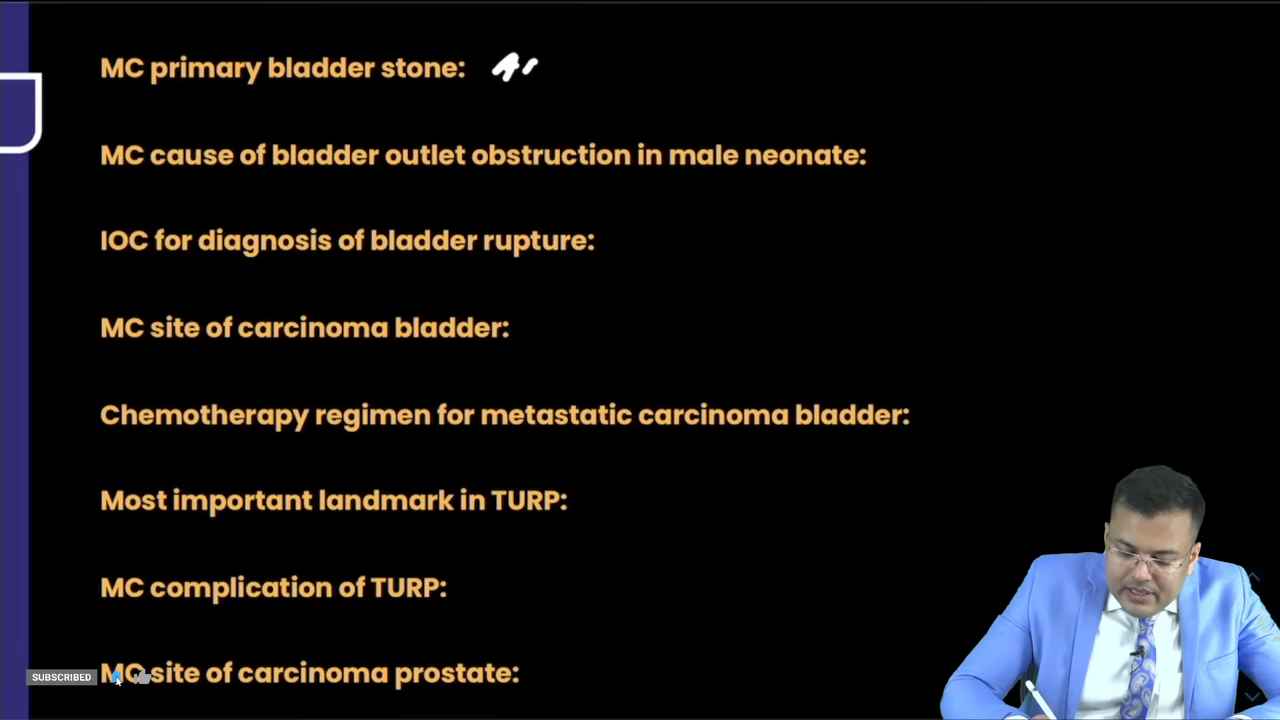 MC primary bladder stone:
MC cause of bladder outlet obstruction in male neonate:
IOC for diagnosis of bladder rupture:
MC site of carcinoma bladder:
Chemotherapy regimen for metastatic carcinoma bladder:
Most important landmark in TURP:
MC complication of TURP:
MC site of carcinoma prostate:
SUBSCRIBED